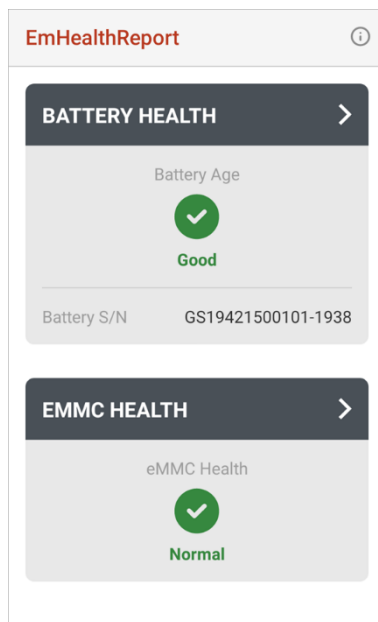 EmHealthReport
BATTERY HEALTH
Battery Age
Good
Battery S/N GS19421500101-1938
EMMC HEALTH
eMMC Health
Normal